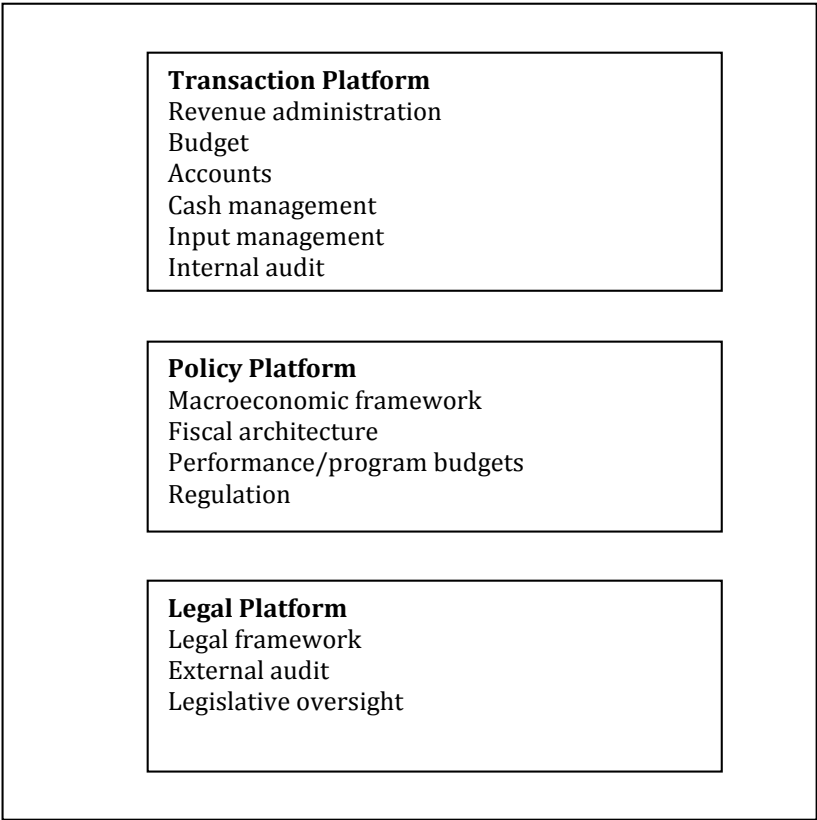 Transaction Platform
Revenue administration
Budget
Accounts
Cash management
Input management
Internal audit
Policy Platform
Macroeconomic framework
Fiscal architecture
Performance/program budgets
Regulation
Legal Platform
Legal framework
External audit
Legislative oversight